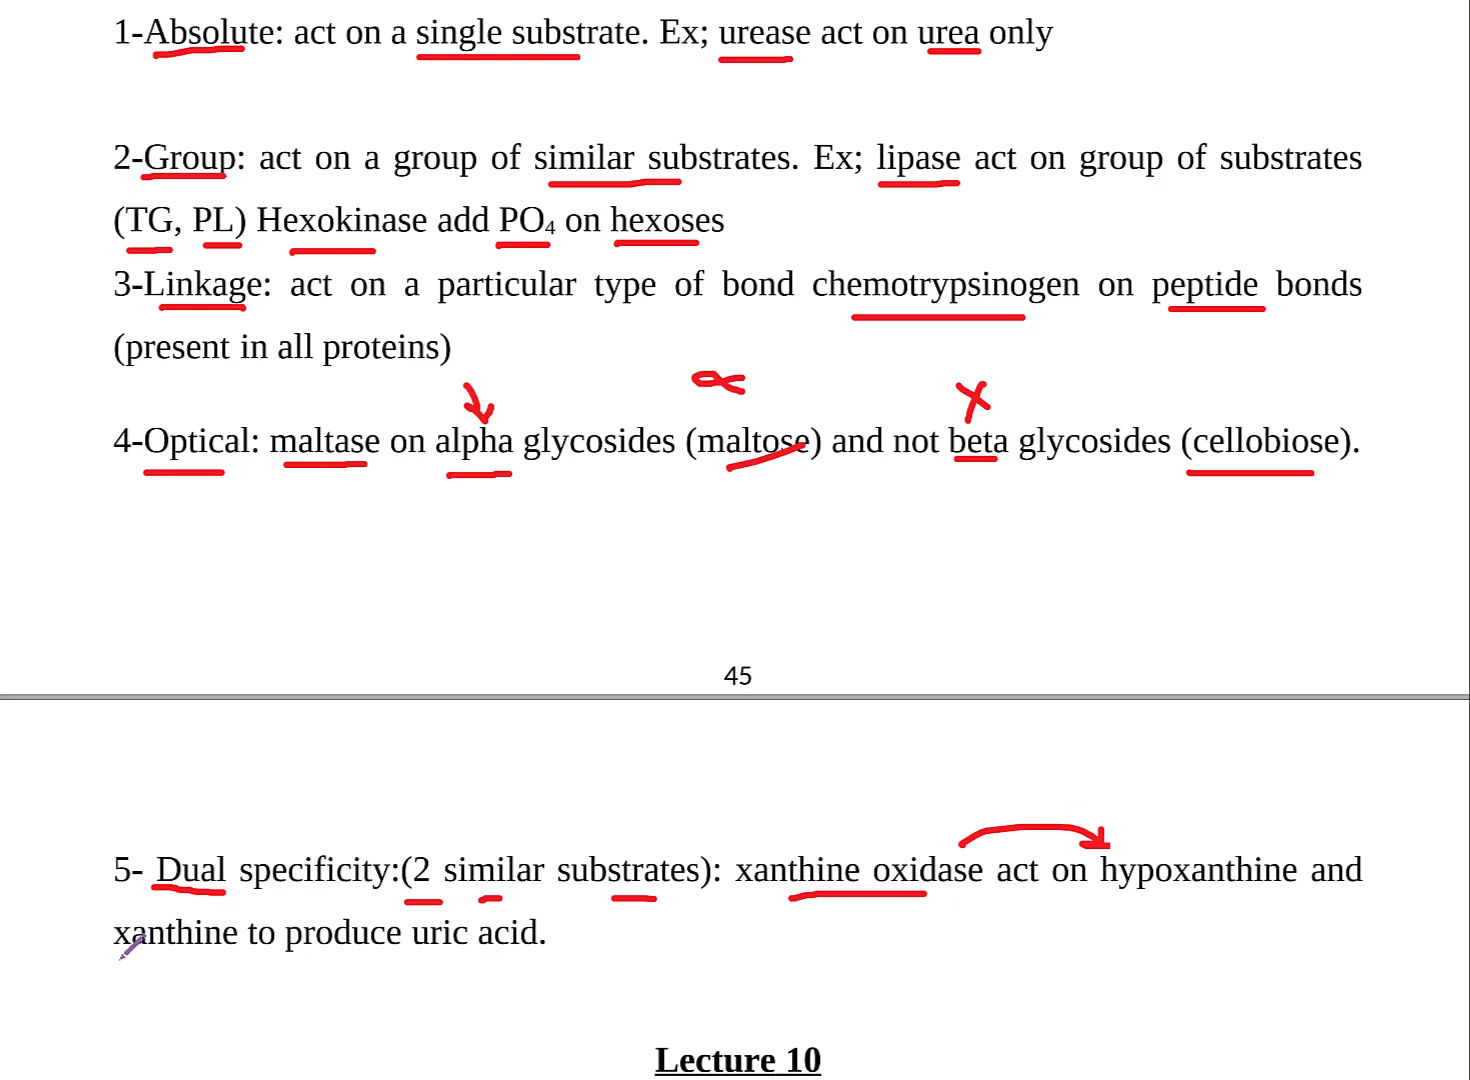 1-Absolute: act on a single substrate. Ex; urease act on urea only
2-Group: act on a group of similar substrates. Ex; lipase act on group of substrates
(TG, PL) Hexokinase add PO₄ on hexoses
3-Linkage: act on a particular type of bond chemotrypsinogen on peptide bonds
(present in all proteins)
∝
4-Optical: maltase on alpha glycosides (maltose) and not beta glycosides (cellobiose).
45
5- Dual specificity:(2 similar substrates): xanthine oxidase act on hypoxanthine and
xanthine to produce uric acid.
Lecture 10